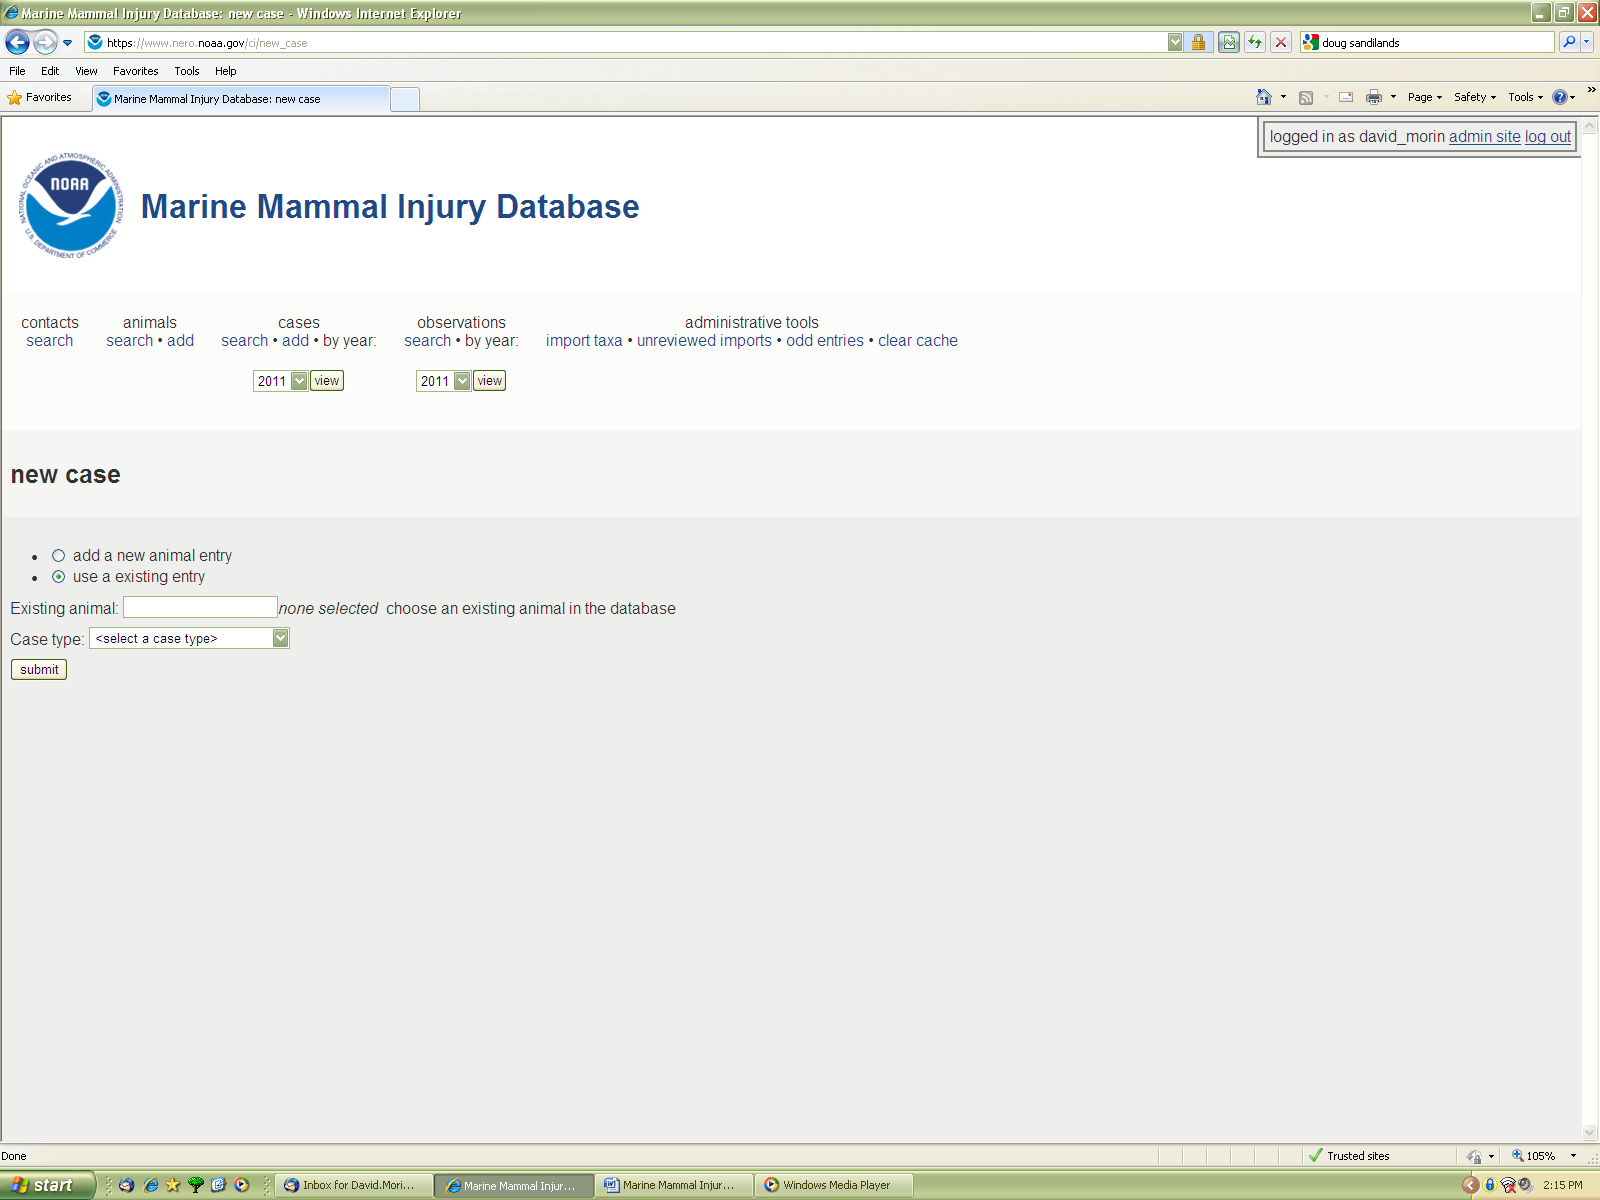 Marine Mammal Injury Database: new case - Windows Internet Explorer
https://www.nero.noaa.gov/ci/new_case
doug sandilands
File Edit View Favorites Tools Help
Favorites
Marine Mammal Injury Database: new case
Page Safety Tools
logged in as david_morin admin site log out
NATIONAL OCEANIC AND ATMOSPHERIC ADMINISTRATION
NOAA
U.S. DEPARTMENT OF COMMERCE
Marine Mammal Injury Database
contacts animals cases observations administrative tools
search search • add search • add • by year: search • by year: import taxa • unreviewed imports • odd entries • clear cache
2011 view 2011 view
new case
• add a new animal entry
• use a existing entry
Existing animal: none selected choose an existing animal in the database
Case type: <select a case type>
submit
Done Trusted sites 105%
start Inbox for David.Mori... Marine Mammal Injur... Marine Mammal Injur... Windows Media Player 2:15 PM